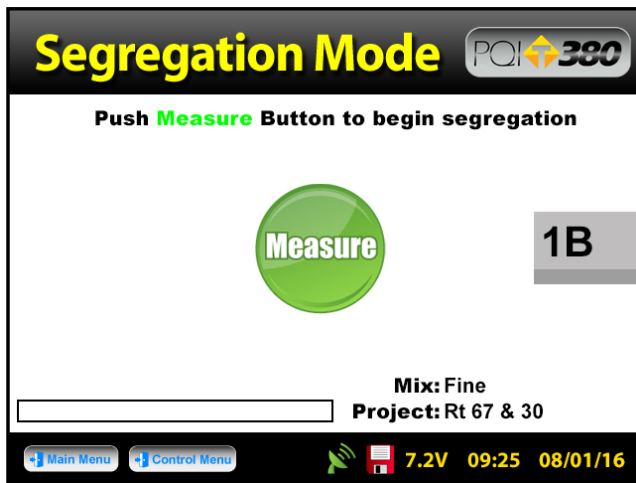 Segregation Mode PQI T 380
Push Measure Button to begin segregation
Measure
1B
Mix: Fine
Project: Rt 67 & 30
Main Menu Control Menu 7.2V 09:25 08/01/16